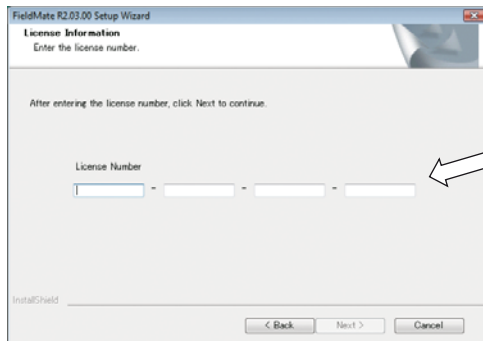 FieldMate R2.03.00 Setup Wizard
License Information
Enter the license number.
After entering the license number, click Next to continue.
License Number
- - -
InstallShield
< Back Next > Cancel